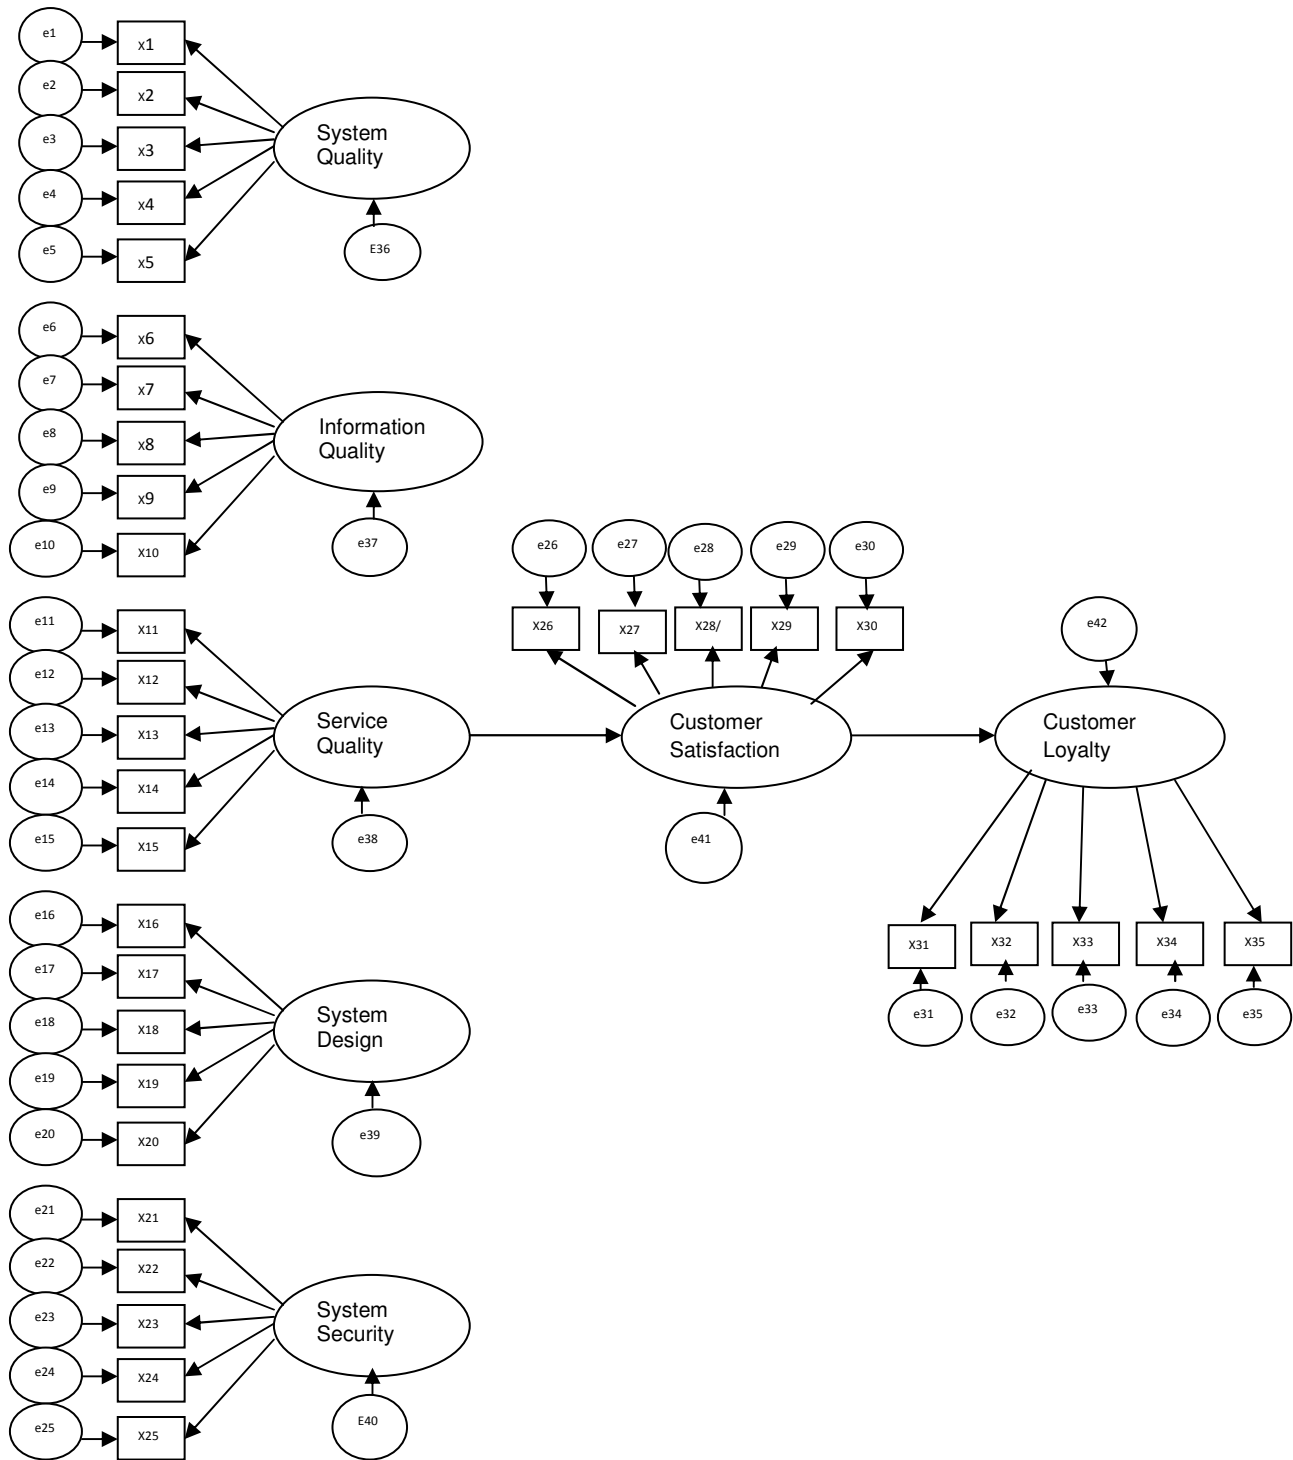 e1
x1
e2
x2
e3
x3
e4
x4
e5
x5
System
Quality
E36
e6
x6
e7
x7
e8
x8
e9
x9
e10
X10
Information
Quality
e37
e11
X11
e12
X12
e13
X13
e14
X14
e15
X15
Service
Quality
e38
e16
X16
e17
X17
e18
X18
e19
X19
e20
X20
System
Design
e39
e21
X21
e22
X22
e23
X23
e24
X24
e25
X25
System
Security
E40
e26
e27
e28
e29
e30
X26
X27
X28/
X29
X30
Customer
Satisfaction
e41
e42
Customer
Loyalty
X31
X32
X33
X34
X35
e31
e32
e33
e34
e35